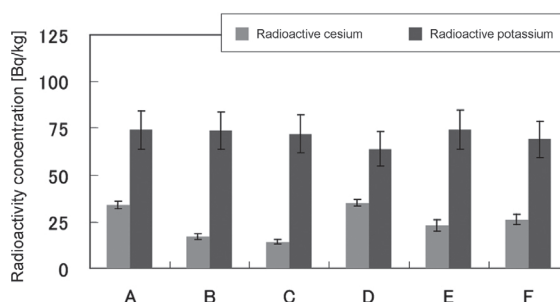 Radioactive cesium Radioactive potassium
Radioactivity concentration [Bq/kg]
125
100
75
50
25
0
A B C D E F